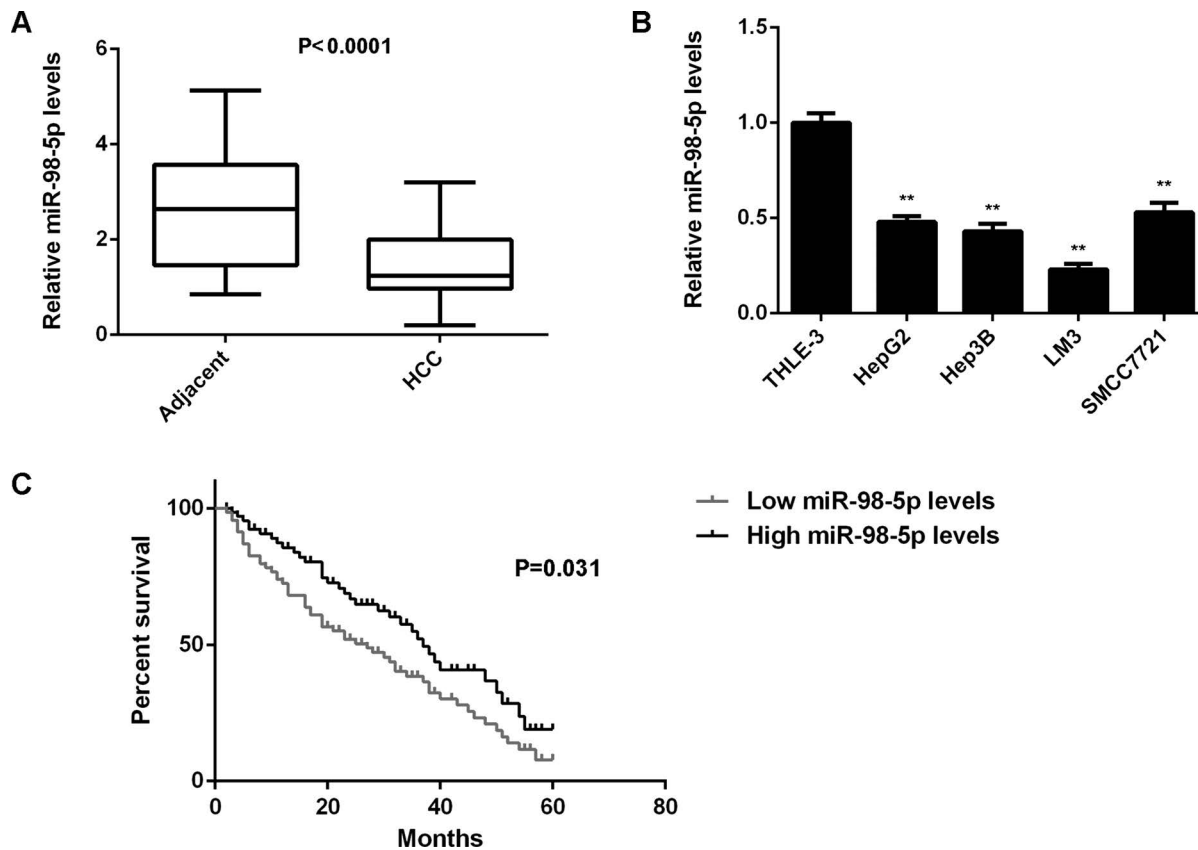 A
P<0.0001
Relative miR-98-5p levels
6
4
2
0
Adjacent
HCC
B
Relative miR-98-5p levels
1.5
1.0
0.5
0.0
**
**
**
**
THLE-3
HepG2
Hep3B
LM3
SMCC7721
C
Percent survival
100
50
0
P=0.031
0
20
40
60
80
Months
Low miR-98-5p levels
High miR-98-5p levels